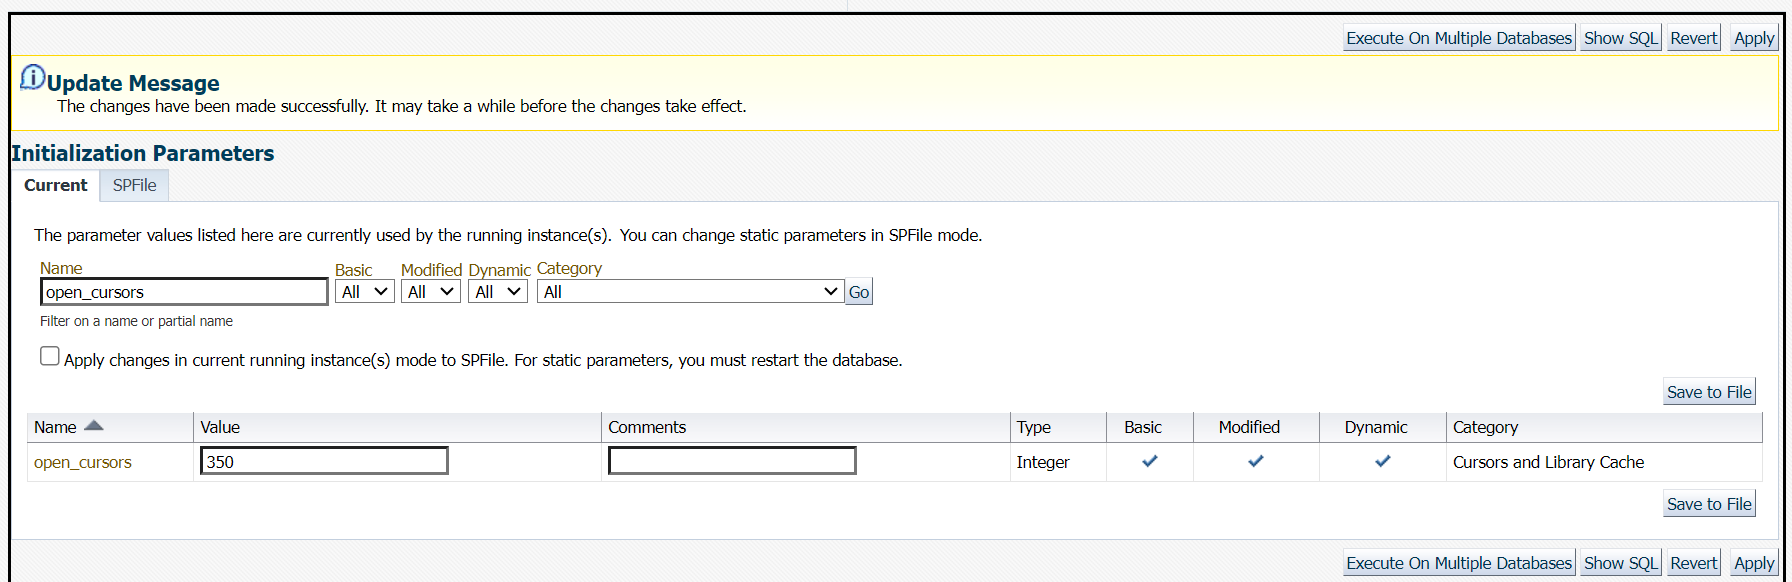 Execute On Multiple Databases Show SQL Revert Apply
Update Message
The changes have been made successfully. It may take a while before the changes take effect.
Initialization Parameters
Current SPFile
The parameter values listed here are currently used by the running instance(s). You can change static parameters in SPFile mode.
Name Basic Modified Dynamic Category
open_cursors All All All All Go
Filter on a name or partial name
Apply changes in current running instance(s) mode to SPFile. For static parameters, you must restart the database.
Save to File
Name Value Comments Type Basic Modified Dynamic Category
open_cursors 350 Integer Cursors and Library Cache
Save to File
Execute On Multiple Databases Show SQL Revert Apply